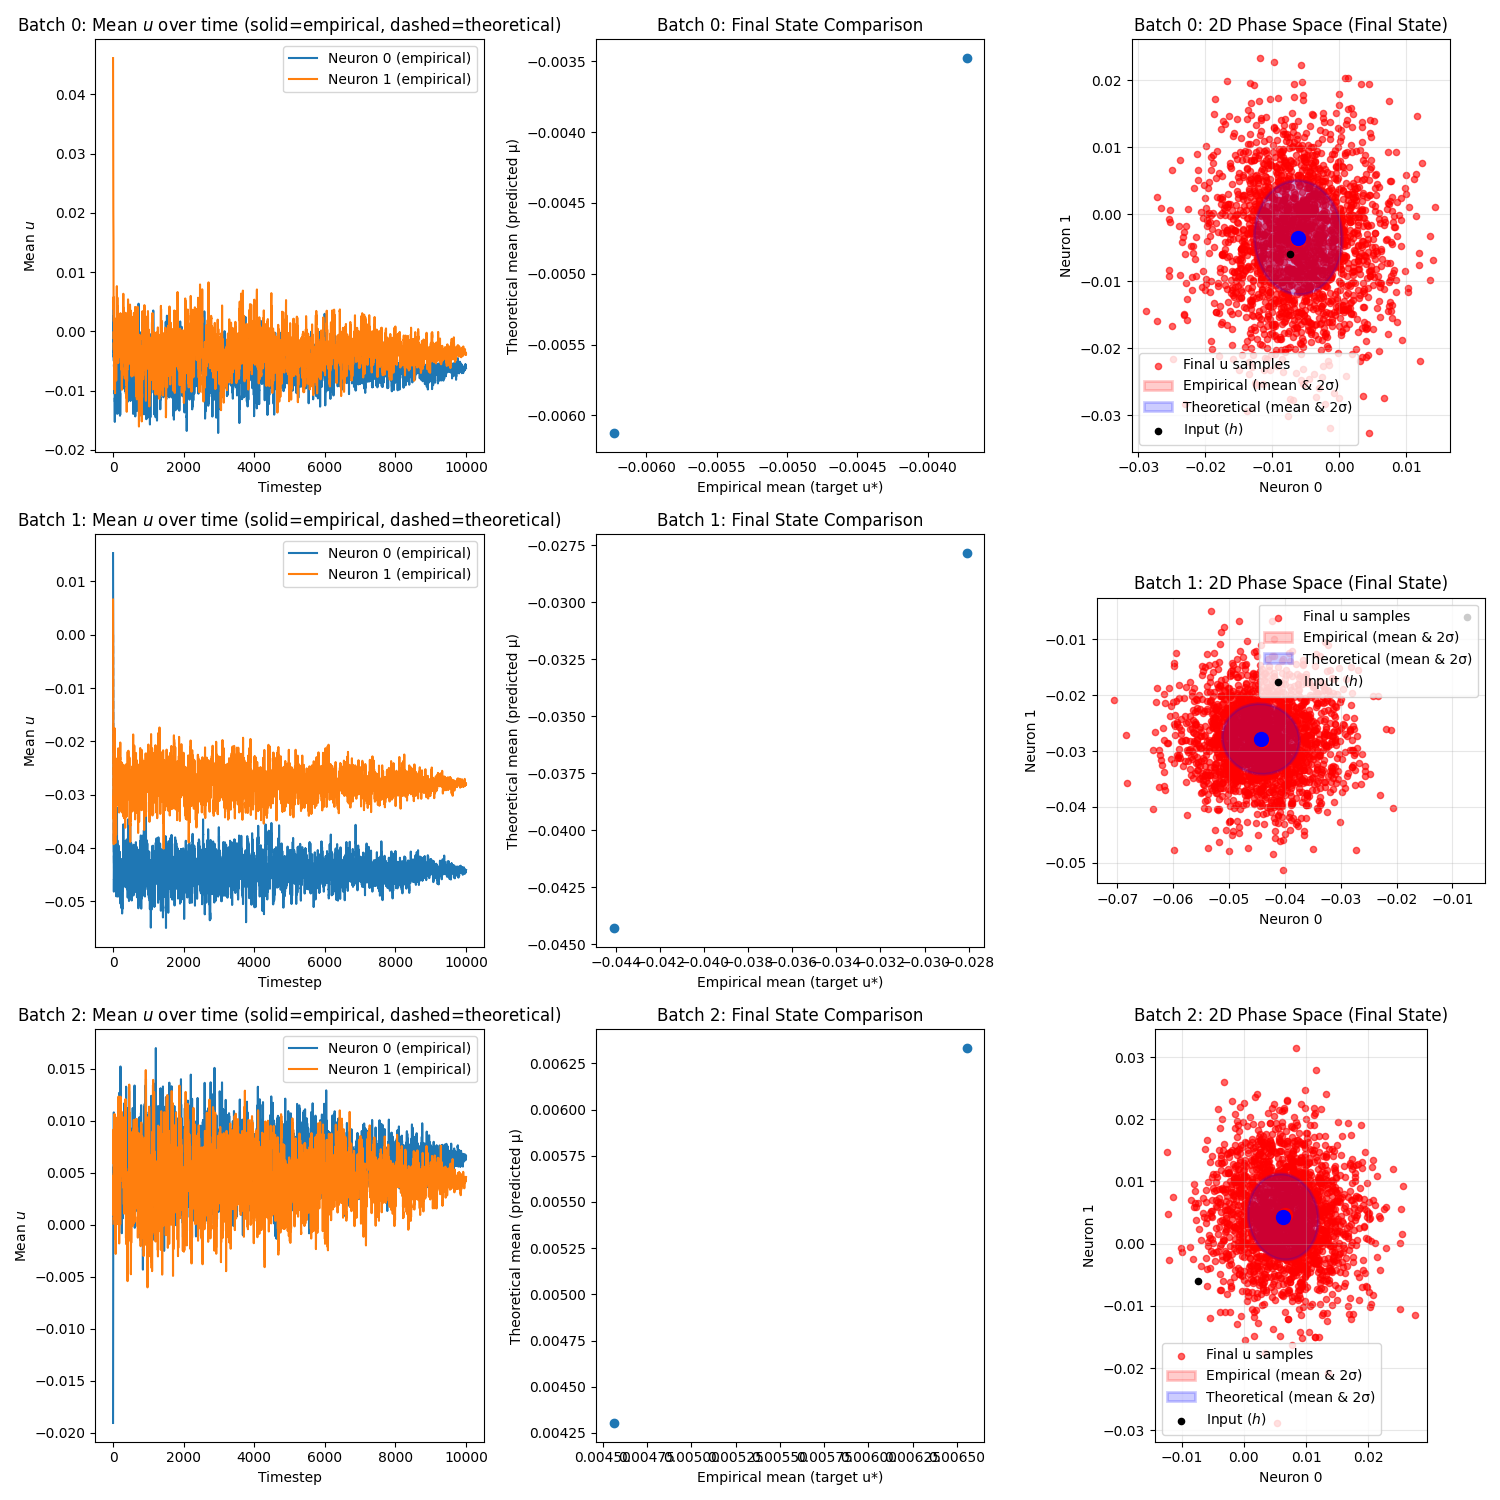 Batch 0: Mean u over time (solid=empirical, dashed=theoretical)
Neuron 0 (empirical)
Neuron 1 (empirical)
0.04
0.03
0.02
0.01
0.00
−0.01
−0.02
Mean u
0
2000
4000
6000
8000
10000
Timestep
Batch 0: Final State Comparison
−0.0035
−0.0040
−0.0045
−0.0050
−0.0055
−0.0060
Theoretical mean (predicted μ)
−0.0060
−0.0055
−0.0050
−0.0045
−0.0040
Empirical mean (target u*)
Batch 0: 2D Phase Space (Final State)
0.02
0.01
0.00
−0.01
−0.02
−0.03
Neuron 1
Final u samples
Empirical (mean & 2σ)
Theoretical (mean & 2σ)
Input (h)
−0.03
−0.02
−0.01
0.00
0.01
Neuron 0
Batch 1: Mean u over time (solid=empirical, dashed=theoretical)
Neuron 0 (empirical)
Neuron 1 (empirical)
0.01
0.00
−0.01
−0.02
−0.03
−0.04
−0.05
Mean u
0
2000
4000
6000
8000
10000
Timestep
Batch 1: Final State Comparison
−0.0275
−0.0300
−0.0325
−0.0350
−0.0375
−0.0400
−0.0425
−0.0450
Theoretical mean (predicted μ)
−0.044
−0.042
−0.040
−0.038
−0.036
−0.034
−0.032
−0.030
−0.028
Empirical mean (target u*)
Batch 1: 2D Phase Space (Final State)
Final u samples
Empirical (mean & 2σ)
Theoretical (mean & 2σ)
Input (h)
−0.01
−0.02
−0.03
−0.04
−0.05
Neuron 1
−0.07
−0.06
−0.05
−0.04
−0.03
−0.02
−0.01
Neuron 0
Batch 2: Mean u over time (solid=empirical, dashed=theoretical)
Neuron 0 (empirical)
Neuron 1 (empirical)
0.015
0.010
0.005
0.000
−0.005
−0.010
−0.015
−0.020
Mean u
0
2000
4000
6000
8000
10000
Timestep
Batch 2: Final State Comparison
0.00625
0.00600
0.00575
0.00550
0.00525
0.00500
0.00475
0.00450
0.00425
Theoretical mean (predicted μ)
0.00450
0.00475
0.00500
0.00525
0.00550
0.00575
0.00600
0.00625
0.00650
Empirical mean (target u*)
Batch 2: 2D Phase Space (Final State)
0.03
0.02
0.01
0.00
−0.01
−0.02
−0.03
Neuron 1
Final u samples
Empirical (mean & 2σ)
Theoretical (mean & 2σ)
Input (h)
−0.01
0.00
0.01
0.02
Neuron 0